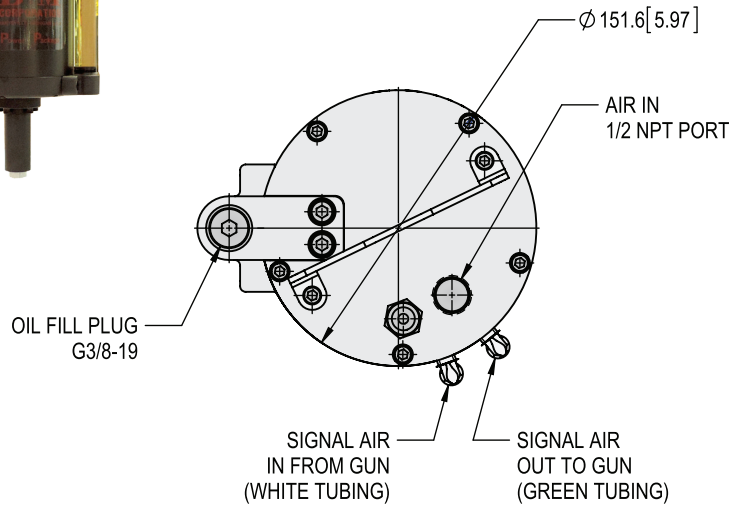 CORPORATION
Ø 151.6[5.97]
AIR IN
1/2 NPT PORT
OIL FILL PLUG
G3/8-19
SIGNAL AIR
IN FROM GUN
(WHITE TUBING)
SIGNAL AIR
OUT TO GUN
(GREEN TUBING)